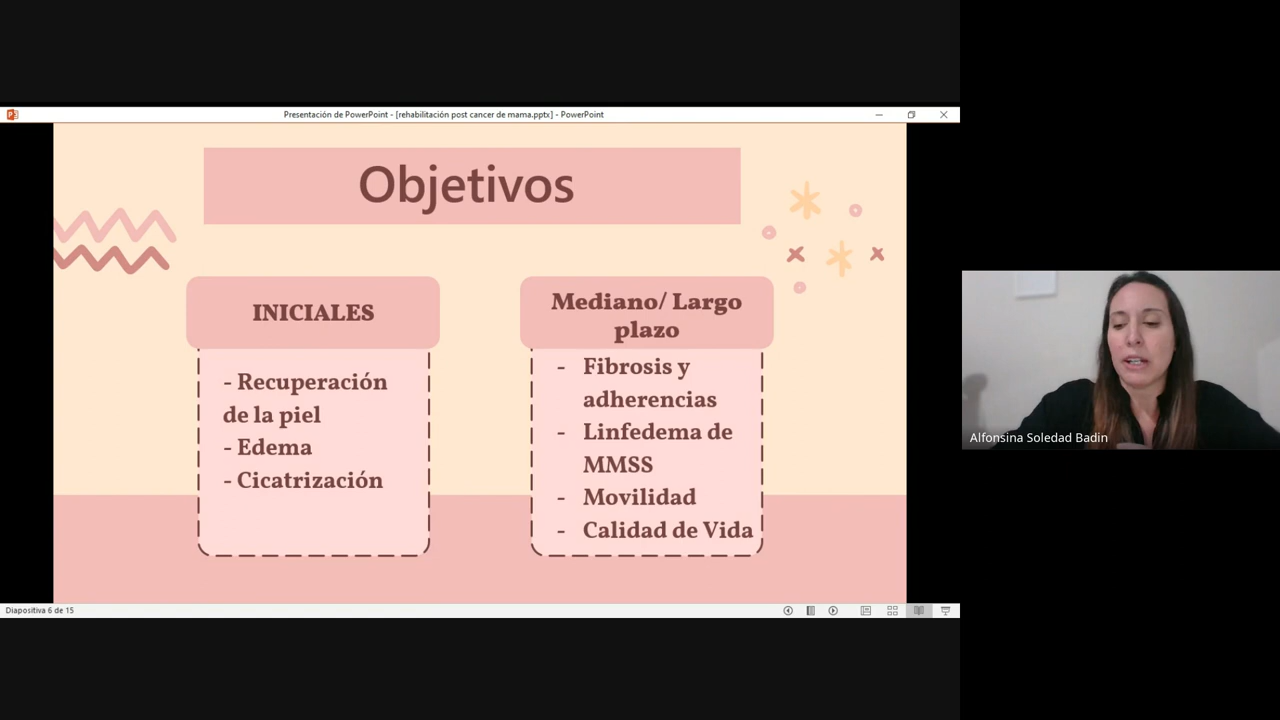 Presentación de PowerPoint - [rehabilitación post cancer de mama.pptx] - PowerPoint
Objetivos
INICIALES
- Recuperación
de la piel
- Edema
- Cicatrización
Mediano/ Largo
plazo
- Fibrosis y
adherencias
- Linfedema de
MMSS
- Movilidad
- Calidad de Vida
Alfonsina Soledad Badin
Diapositiva 6 de 15